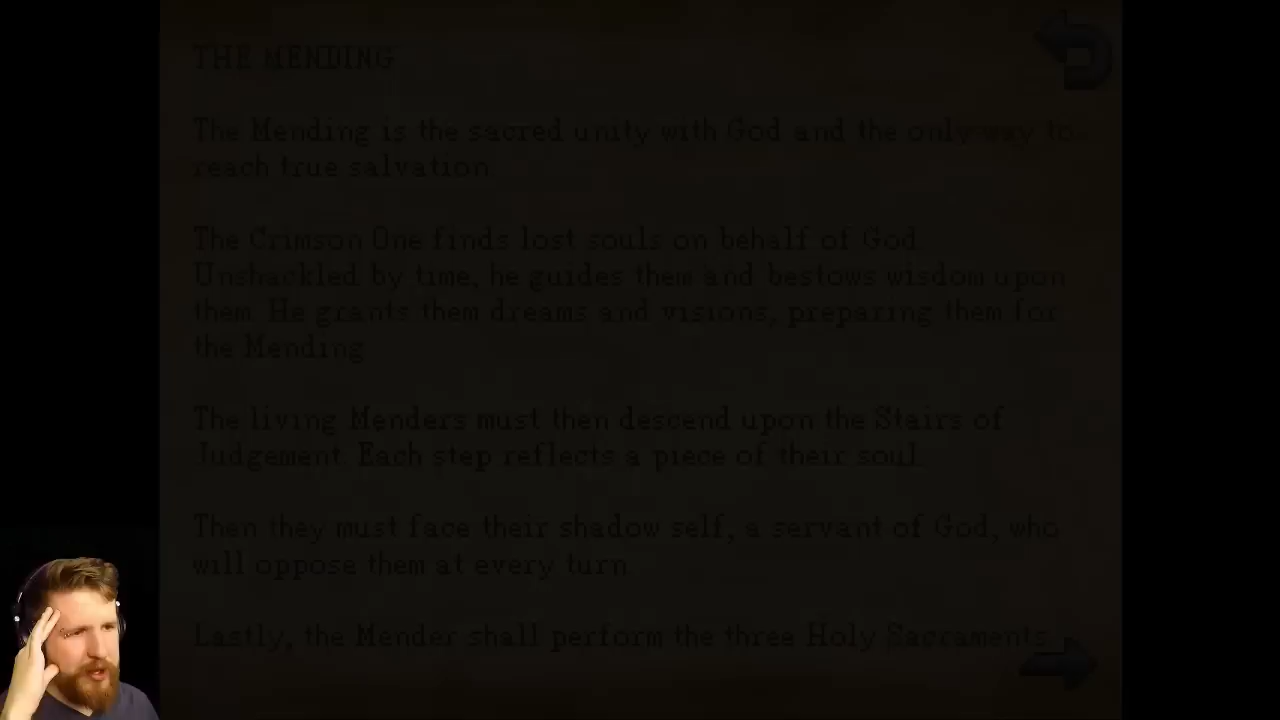 THE MENDING
The Mending is the sacred unity with God and the only way to
reach true salvation.
The Crimson One finds lost souls on behalf of God.
Unshackled by time, he guides them and bestows wisdom upon
them. He grants them dreams and visions, preparing them for
the Mending.
The living Menders must then descend upon the Stairs of
Judgement. Each step reflects a piece of their soul.
Then they must face their shadow self, a servant of God, who
will oppose them at every turn.
Lastly, the Mender shall perform the three Holy Sacraments.